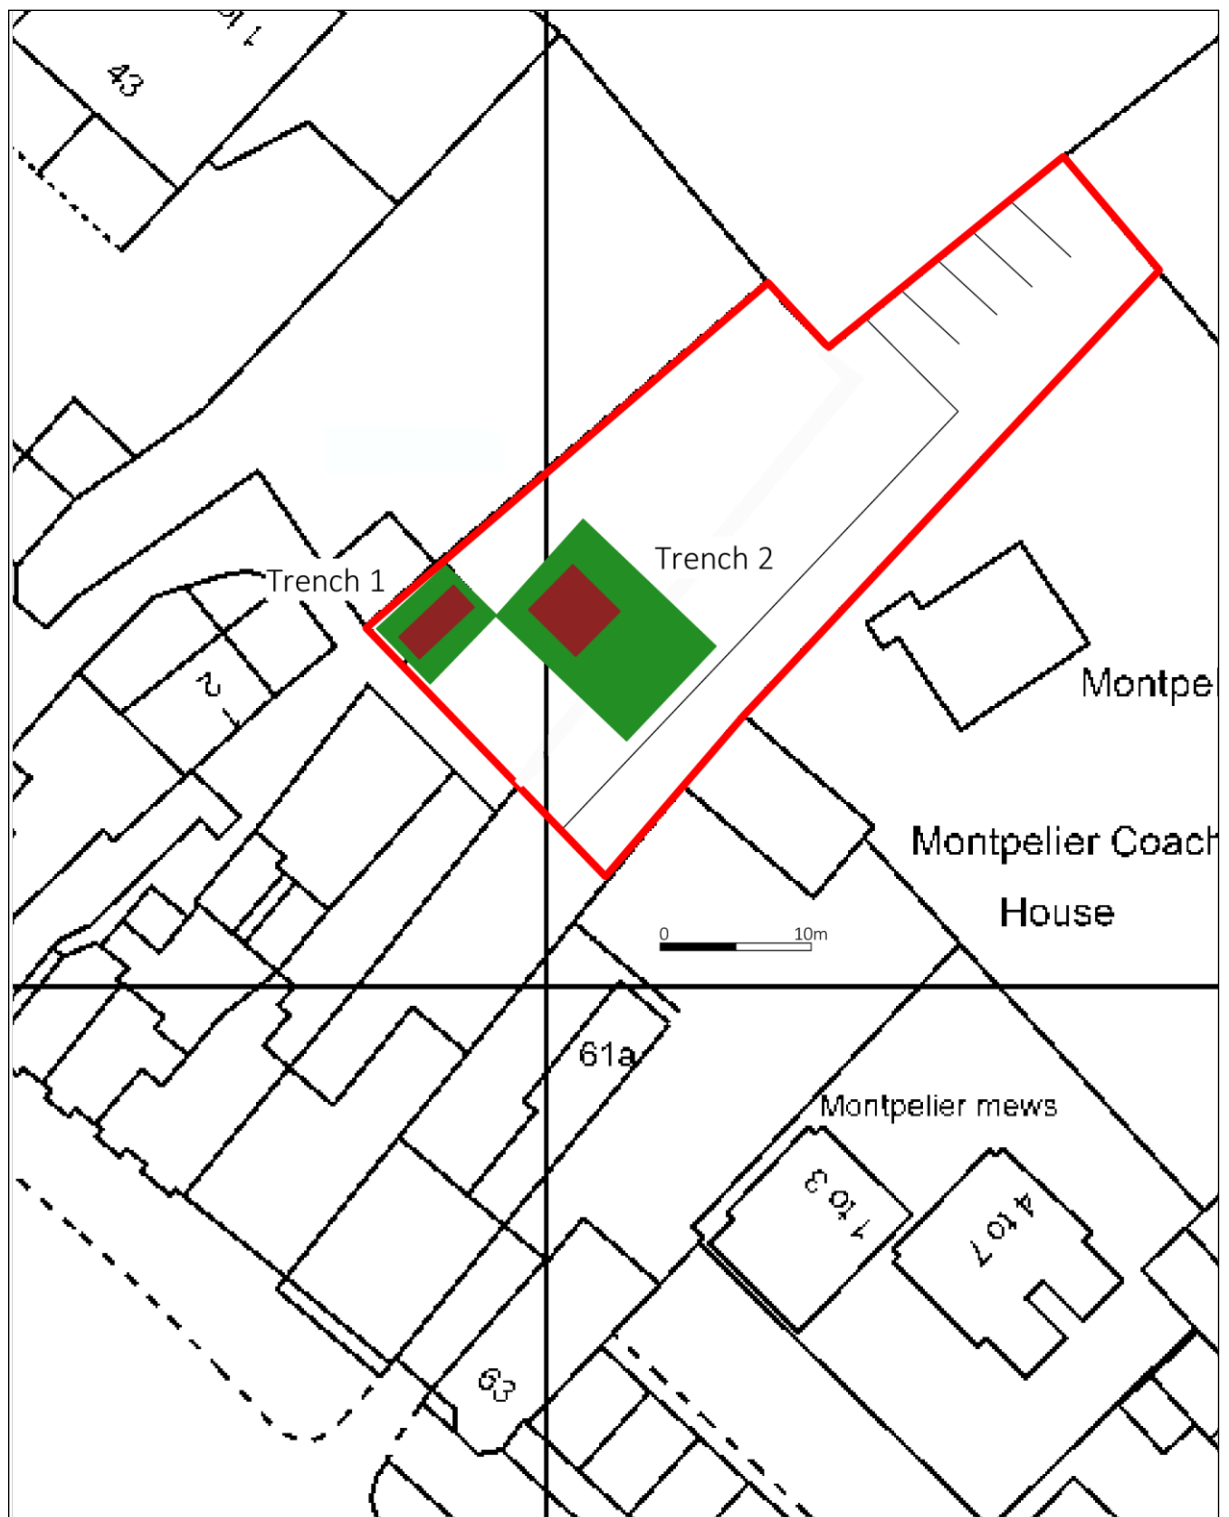 43
Trench 1
Trench 2
2
Montpel
Montpelier Coach
House
0 10m
61a
Montpelier mews
1 to 3
4 to 7
63